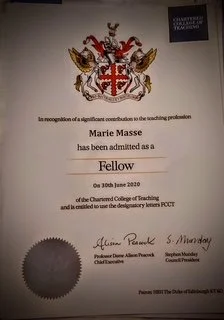 CHARTERED
COLLEGE OF
TEACHING
In recognition of a significant contribution to the teaching profession
Marie Masse
has been admitted as a
Fellow
On 30th June 2020
of the Chartered College of Teaching
and is entitled to use the designatory letters FCCT
Alison Peacock S. Munday
Professor Dame Alison Peacock Stephen Munday
Chief Executive Council President
Patron: HRH The Duke of Edinburgh KG KT